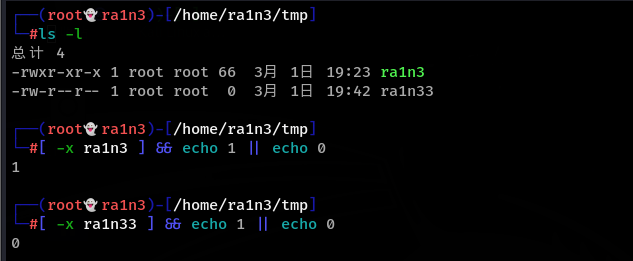 ┌──(root👻ra1n3)-[/home/ra1n3/tmp]
└─#ls -l
总计 4
-rwxr-xr-x 1 root root 66  3月  1日 19:23 ra1n3
-rw-r--r-- 1 root root  0  3月  1日 19:42 ra1n33
┌──(root👻ra1n3)-[/home/ra1n3/tmp]
└─#[ -x ra1n3 ] && echo 1 || echo 0
1
┌──(root👻ra1n3)-[/home/ra1n3/tmp]
└─#[ -x ra1n33 ] && echo 1 || echo 0
0